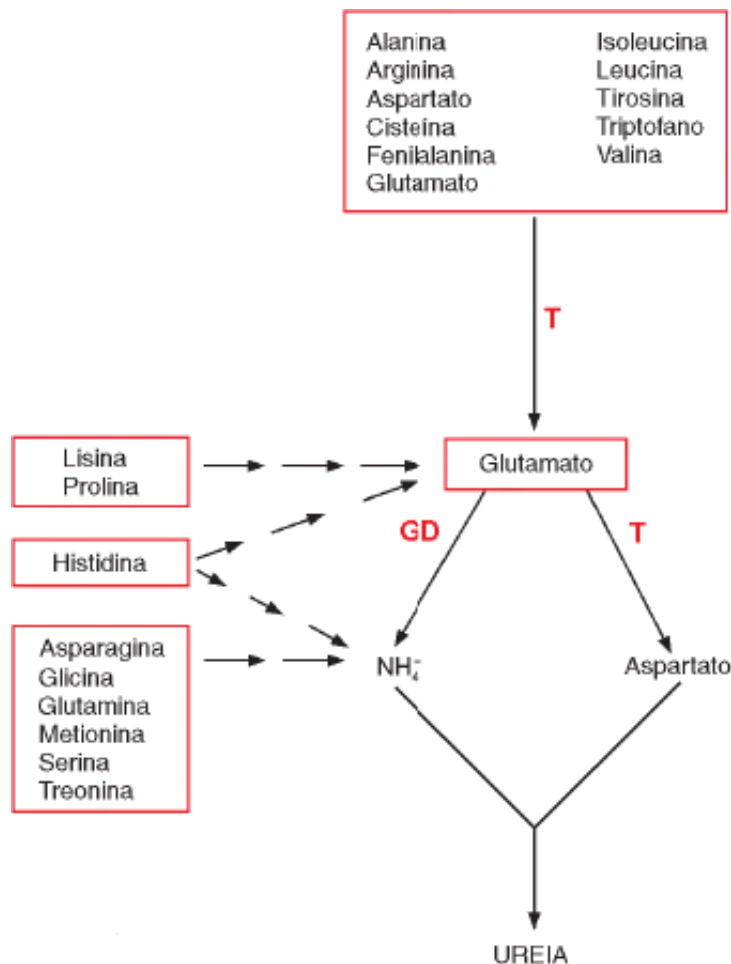 Alanina
Arginina
Aspartato
Cisteína
Fenilalanina
Glutamato
Isoleucina
Leucina
Tirosina
Triptofano
Valina
T
Lisina
Prolina
Glutamato
GD
T
Histidina
Asparagina
Glicina
Glutamina
Metionina
Serina
Treonina
NH₄⁻
Aspartato
UREIA